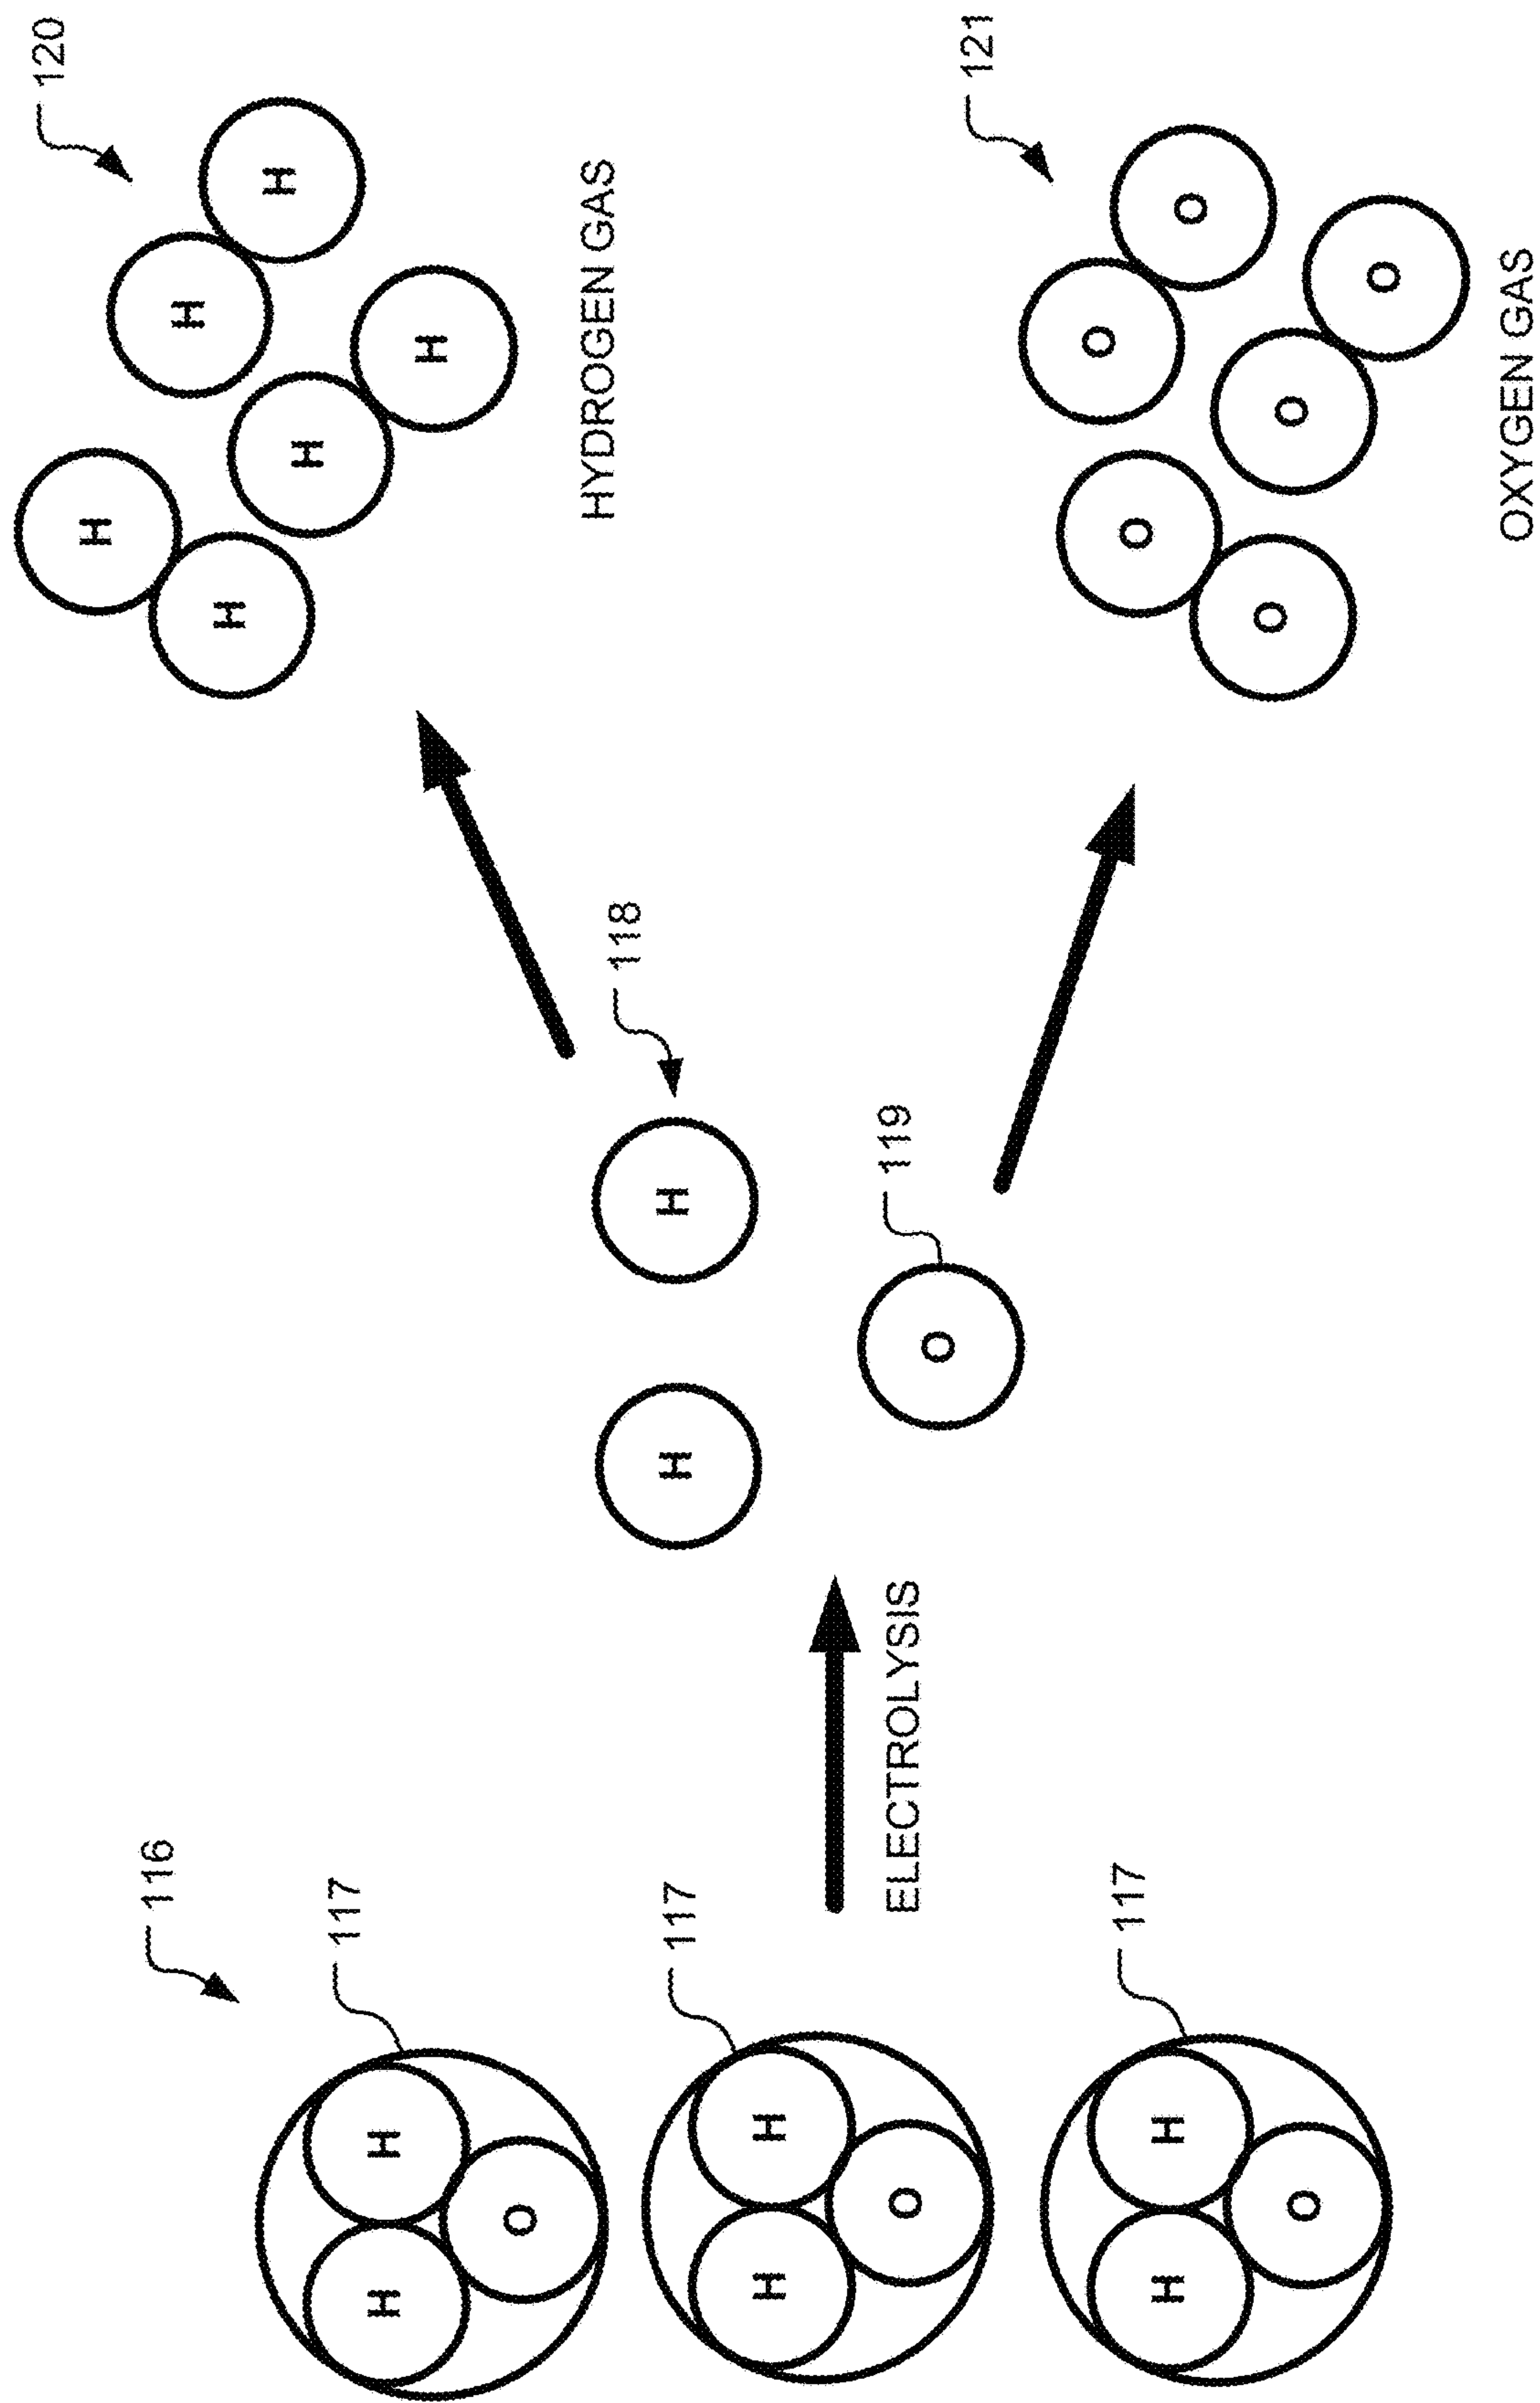 116
117
H H
O
117
H H
O
117
H H
O
ELECTROLYSIS
118
H H
119
O
120
H
H
H
H
H
H
HYDROGEN GAS
121
O
O
O
O
O
O
OXYGEN GAS